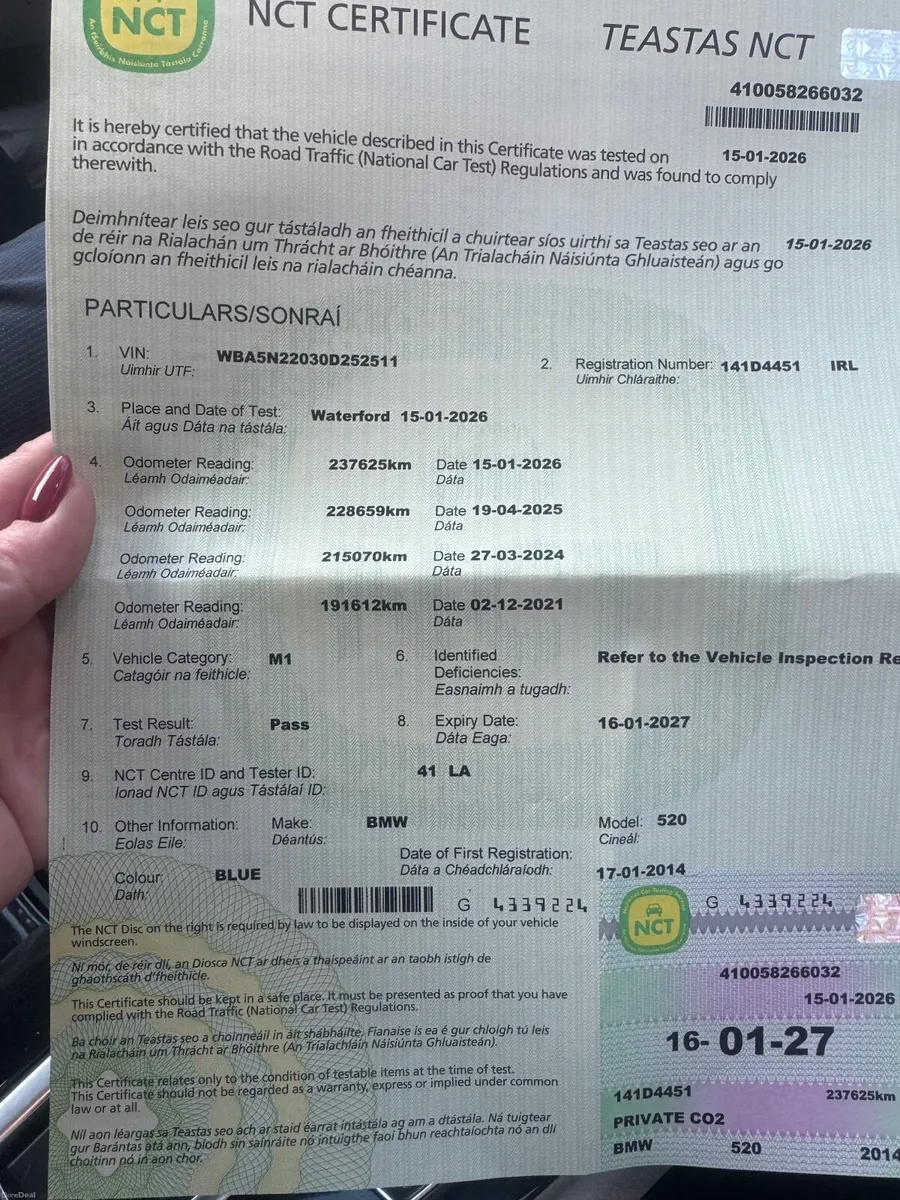 NCT
An tSeirbhís Náisiúnta Tástála Carranna
NCT CERTIFICATE
TEASTAS NCT
410058266032
It is hereby certified that the vehicle described in this Certificate was tested on 15-01-2026
in accordance with the Road Traffic (National Car Test) Regulations and was found to comply
therewith.
Deimhnítear leis seo gur tástáladh an fheithicil a chuirtear síos uirthi sa Teastas seo ar an 15-01-2026
de réir na Rialachán um Thrácht ar Bhóithre (An Trialacháin Náisiúnta Ghluaisteán) agus go
gcloíonn an fheithicil leis na rialacháin chéanna.
PARTICULARS/SONRAÍ
1. VIN: WBA5N22030D252511
Uimhir UTF:
2. Registration Number: 141D4451 IRL
Uimhir Chláraithe:
3. Place and Date of Test: Waterford 15-01-2026
Áit agus Dáta na tástála:
4. Odometer Reading: 237625km Date 15-01-2026
Léamh Odaiméadair: Dáta
Odometer Reading: 228659km Date 19-04-2025
Léamh Odaiméadair: Dáta
Odometer Reading: 215070km Date 27-03-2024
Léamh Odaiméadair: Dáta
Odometer Reading: 191612km Date 02-12-2021
Léamh Odaiméadair: Dáta
5. Vehicle Category: M1
Catagóir na feithicle:
6. Identified Refer to the Vehicle Inspection Re
Deficiencies:
Easnaimh a tugadh:
7. Test Result: Pass
Toradh Tástála:
8. Expiry Date: 16-01-2027
Dáta Eaga:
9. NCT Centre ID and Tester ID: 41 LA
Ionad NCT ID agus Tástálaí ID:
10. Other Information: Make: BMW Model: 520
Eolas Eile: Déantús: Cineál:
Date of First Registration: 17-01-2014
Dáta a Chéadchláraíodh:
Colour: BLUE
Dath:
G 4339224
The NCT Disc on the right is required by law to be displayed on the inside of your vehicle
windscreen.
Ní mór, de réir dlí, an Diosca NCT ar dheis a thaispeáint ar an taobh istigh de
ghaothscáth d'fheithicle.
This Certificate should be kept in a safe place. It must be presented as proof that you have
complied with the Road Traffic (National Car Test) Regulations.
Ba chóir an Teastas seo a choinneáil in áit shábháilte. Fianaise is ea é gur chloígh tú leis
na Rialacháin um Thrácht ar Bhóithre (An Trialachláin Náisiúnta Ghluaisteán).
This Certificate relates only to the condition of testable items at the time of test.
This Certificate should not be regarded as a warranty, express or implied under common
law or at all.
Níl aon léargas sa Teastas seo ach ar staid éarraí intástála ag am a dtástála. Ná tuigtear
gur Barántas atá ann, bíodh sin sainráite nó intuigthe faoi bhun reachtaíochta nó an dlí
choitinn nó in aon chor.
NCT
G 4339224
410058266032
15-01-2026
16-01-27
141D4451 237625km
PRIVATE CO2
BMW 520 2014
DoneDeal